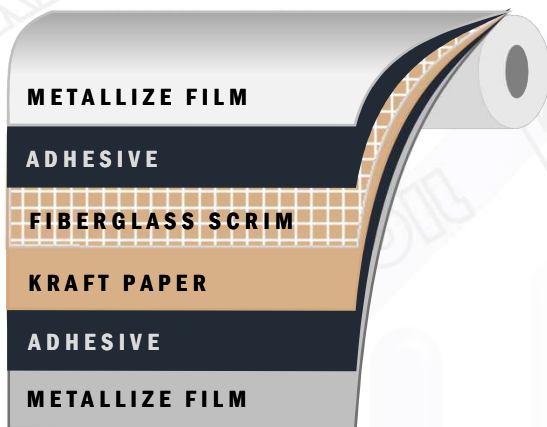 METALLIZE FILM
ADHESIVE
FIBERGLASS SCRIM
KRAFT PAPER
ADHESIVE
METALLIZE FILM